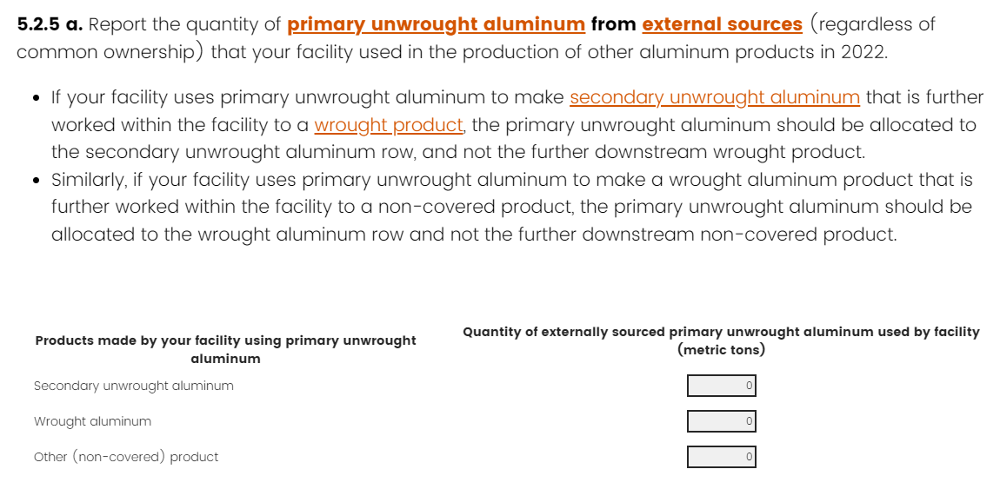 5.2.5 a. Report the quantity of primary unwrought aluminum from external sources (regardless of
common ownership) that your facility used in the production of other aluminum products in 2022.
• If your facility uses primary unwrought aluminum to make secondary unwrought aluminum that is further
worked within the facility to a wrought product, the primary unwrought aluminum should be allocated to
the secondary unwrought aluminum row, and not the further downstream wrought product.
• Similarly, if your facility uses primary unwrought aluminum to make a wrought aluminum product that is
further worked within the facility to a non-covered product, the primary unwrought aluminum should be
allocated to the wrought aluminum row and not the further downstream non-covered product.
Products made by your facility using primary unwrought
aluminum
Quantity of externally sourced primary unwrought aluminum used by facility
(metric tons)
Secondary unwrought aluminum 0
Wrought aluminum 0
Other (non-covered) product 0